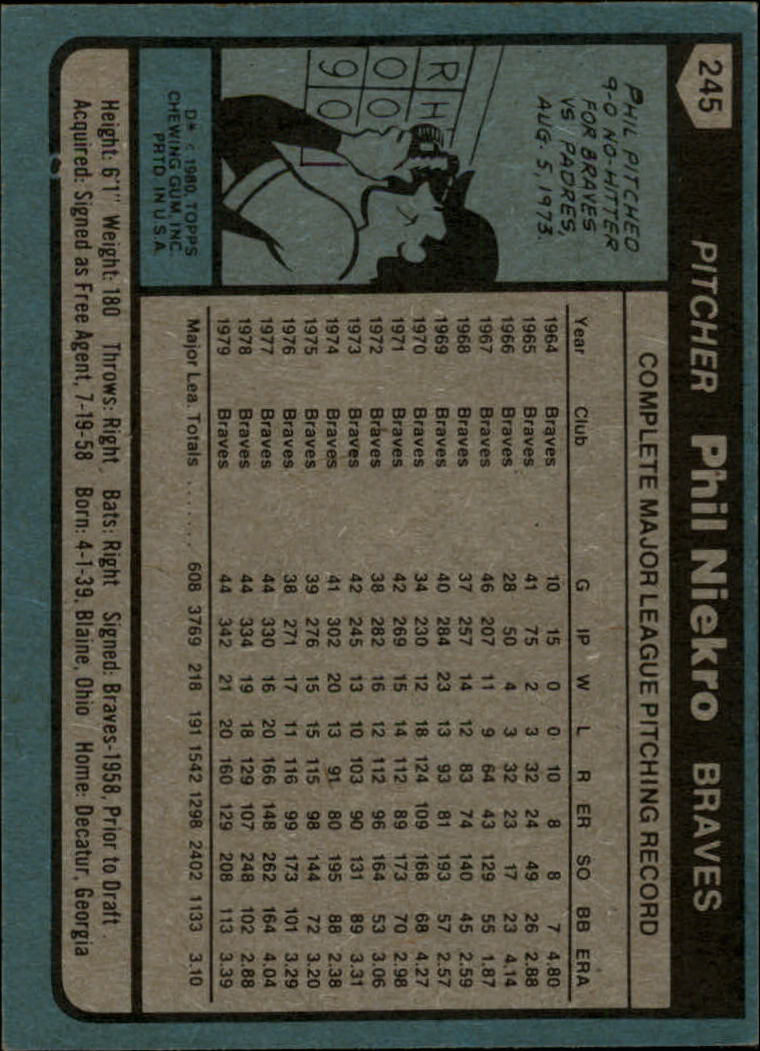 245
PITCHER Phil Niekro BRAVES
PHIL PITCHED
9-0 NO-HITTER
FOR BRAVES
VS PADRES,
AUG. 5, 1973.
R H
0 0
9 0
D* © 1980, TOPPS
CHEWING GUM, INC.
PRTD. IN U.S.A.
COMPLETE MAJOR LEAGUE PITCHING RECORD
Year Club G IP W L R ER SO BB ERA
1964 Braves 10 15 0 0 10 8 8 7 4.80
1965 Braves 41 75 2 3 32 24 49 26 2.88
1966 Braves 28 50 4 3 32 23 17 23 4.14
1967 Braves 46 207 11 9 64 43 129 55 1.87
1968 Braves 37 257 14 12 83 74 140 45 2.59
1969 Braves 40 284 23 13 93 81 193 57 2.57
1970 Braves 34 230 12 18 124 109 168 68 4.27
1971 Braves 42 269 15 14 112 89 173 70 2.98
1972 Braves 38 282 16 12 112 96 164 53 3.06
1973 Braves 42 245 13 10 103 90 131 89 3.31
1974 Braves 41 302 20 13 91 80 195 88 2.38
1975 Braves 39 276 15 15 115 98 144 72 3.20
1976 Braves 38 271 17 11 116 99 173 101 3.29
1977 Braves 44 330 16 20 166 148 262 164 4.04
1978 Braves 44 334 19 18 129 107 248 102 2.88
1979 Braves 44 342 21 20 160 129 208 113 3.39
Major Lea. Totals ....... 608 3769 218 191 1542 1298 2402 1133 3.10
Height: 6'1" Weight: 180 Throws: Right Bats: Right Signed: Braves-1958, Prior to Draft
Acquired: Signed as Free Agent, 7-19-58 Born: 4-1-39, Blaine, Ohio Home: Decatur, Georgia